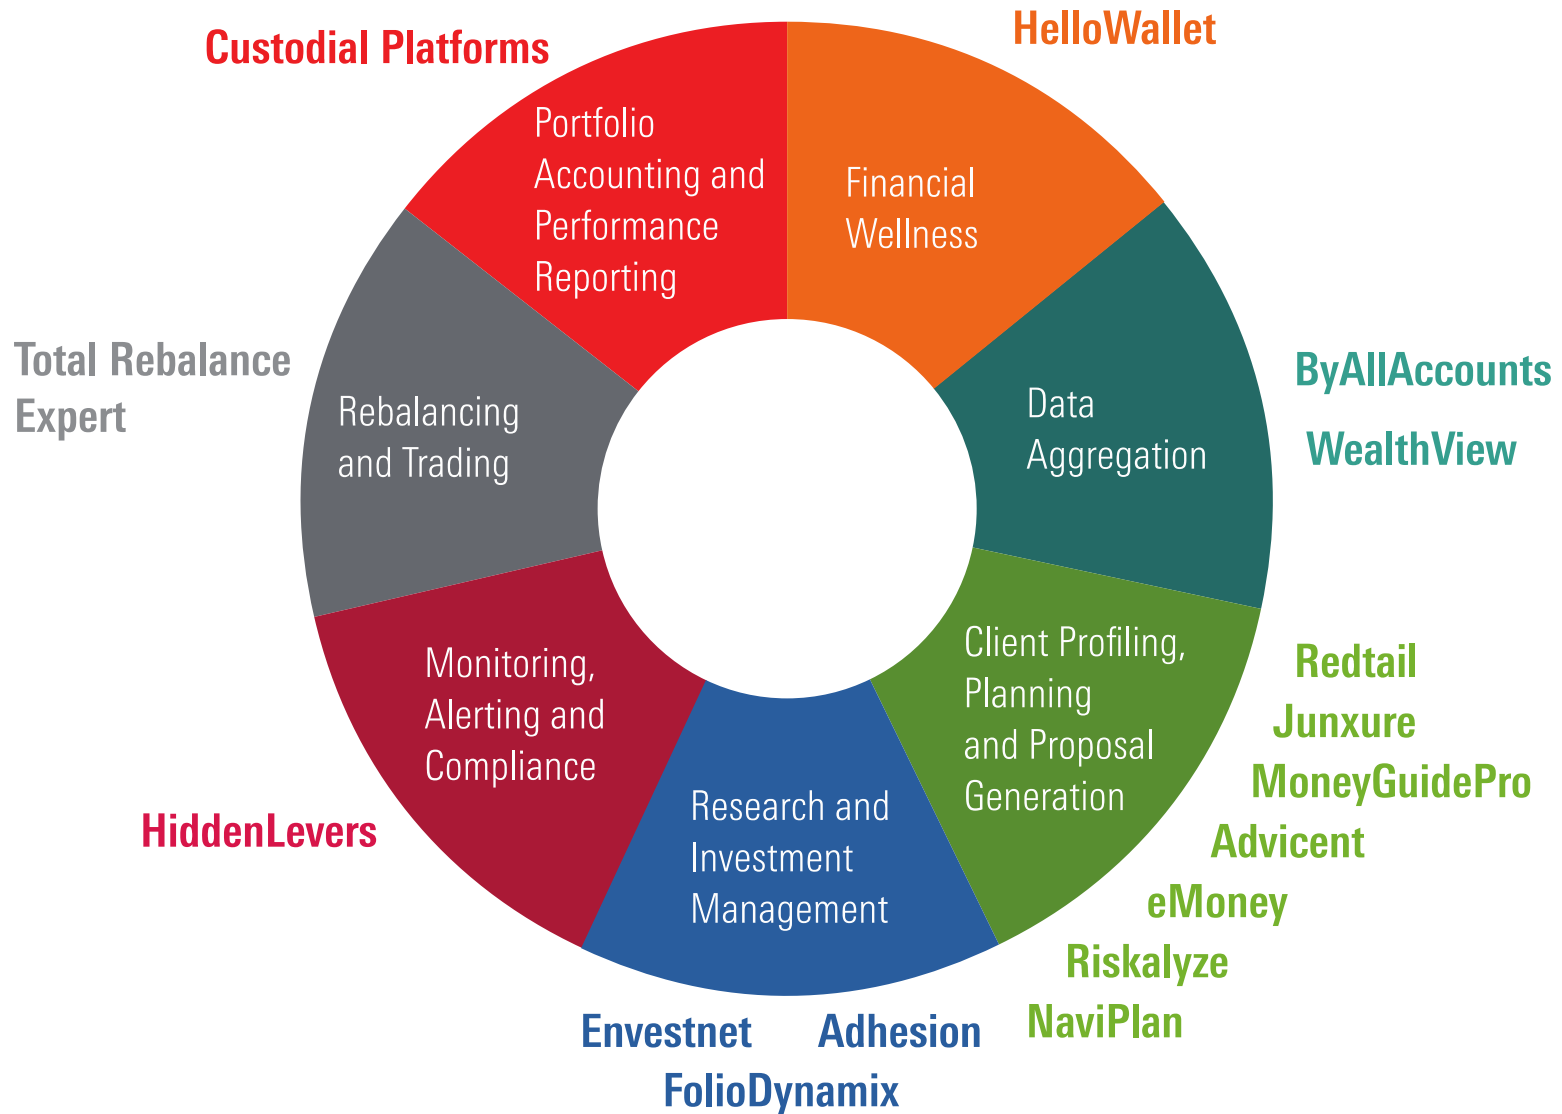 Custodial Platforms
HelloWallet
Portfolio
Accounting and
Performance
Reporting
Financial
Wellness
Total Rebalance
Expert
Rebalancing
and Trading
Data
Aggregation
ByAllAccounts
WealthView
Monitoring,
Alerting and
Compliance
Client Profiling,
Planning
and Proposal
Generation
Redtail
Junxure
MoneyGuidePro
Advicent
eMoney
Riskalyze
NaviPlan
HiddenLevers
Research and
Investment
Management
Envestnet
Adhesion
FolioDynamix